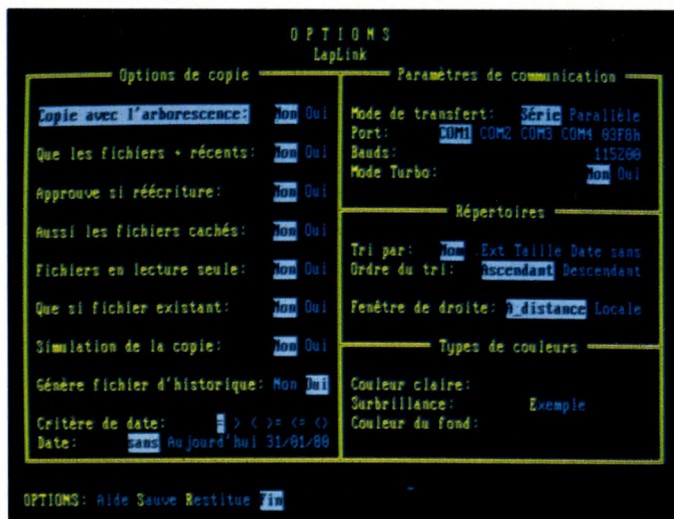 OPTIONS
LapLink
Options de copie
Copie avec l'arborescence: Non Oui
Que les fichiers + récents: Non Oui
Approuve si réécriture: Non Oui
Aussi les fichiers cachés: Non Oui
Fichiers en lecture seule: Non Oui
Que si fichier existant: Non Oui
Simulation de la copie: Non Oui
Génère fichier d'historique: Non Oui
Critère de date: = > < >= <= <>
Date: sans Aujourd'hui 31/01/80
Paramètres de communication
Mode de transfert: Série Parallèle
Port: COM1 COM2 COM3 COM4 03F8h
Bauds: 115200
Mode Turbo: Non Oui
Répertoires
Tri par: Nom .Ext Taille Date sans
Ordre du tri: Ascendant Descendant
Fenêtre de droite: A_distance Locale
Types de couleurs
Couleur claire:
Surbrillance: Exemple
Couleur du fond:
OPTIONS: Aide Sauve Restitue Fin